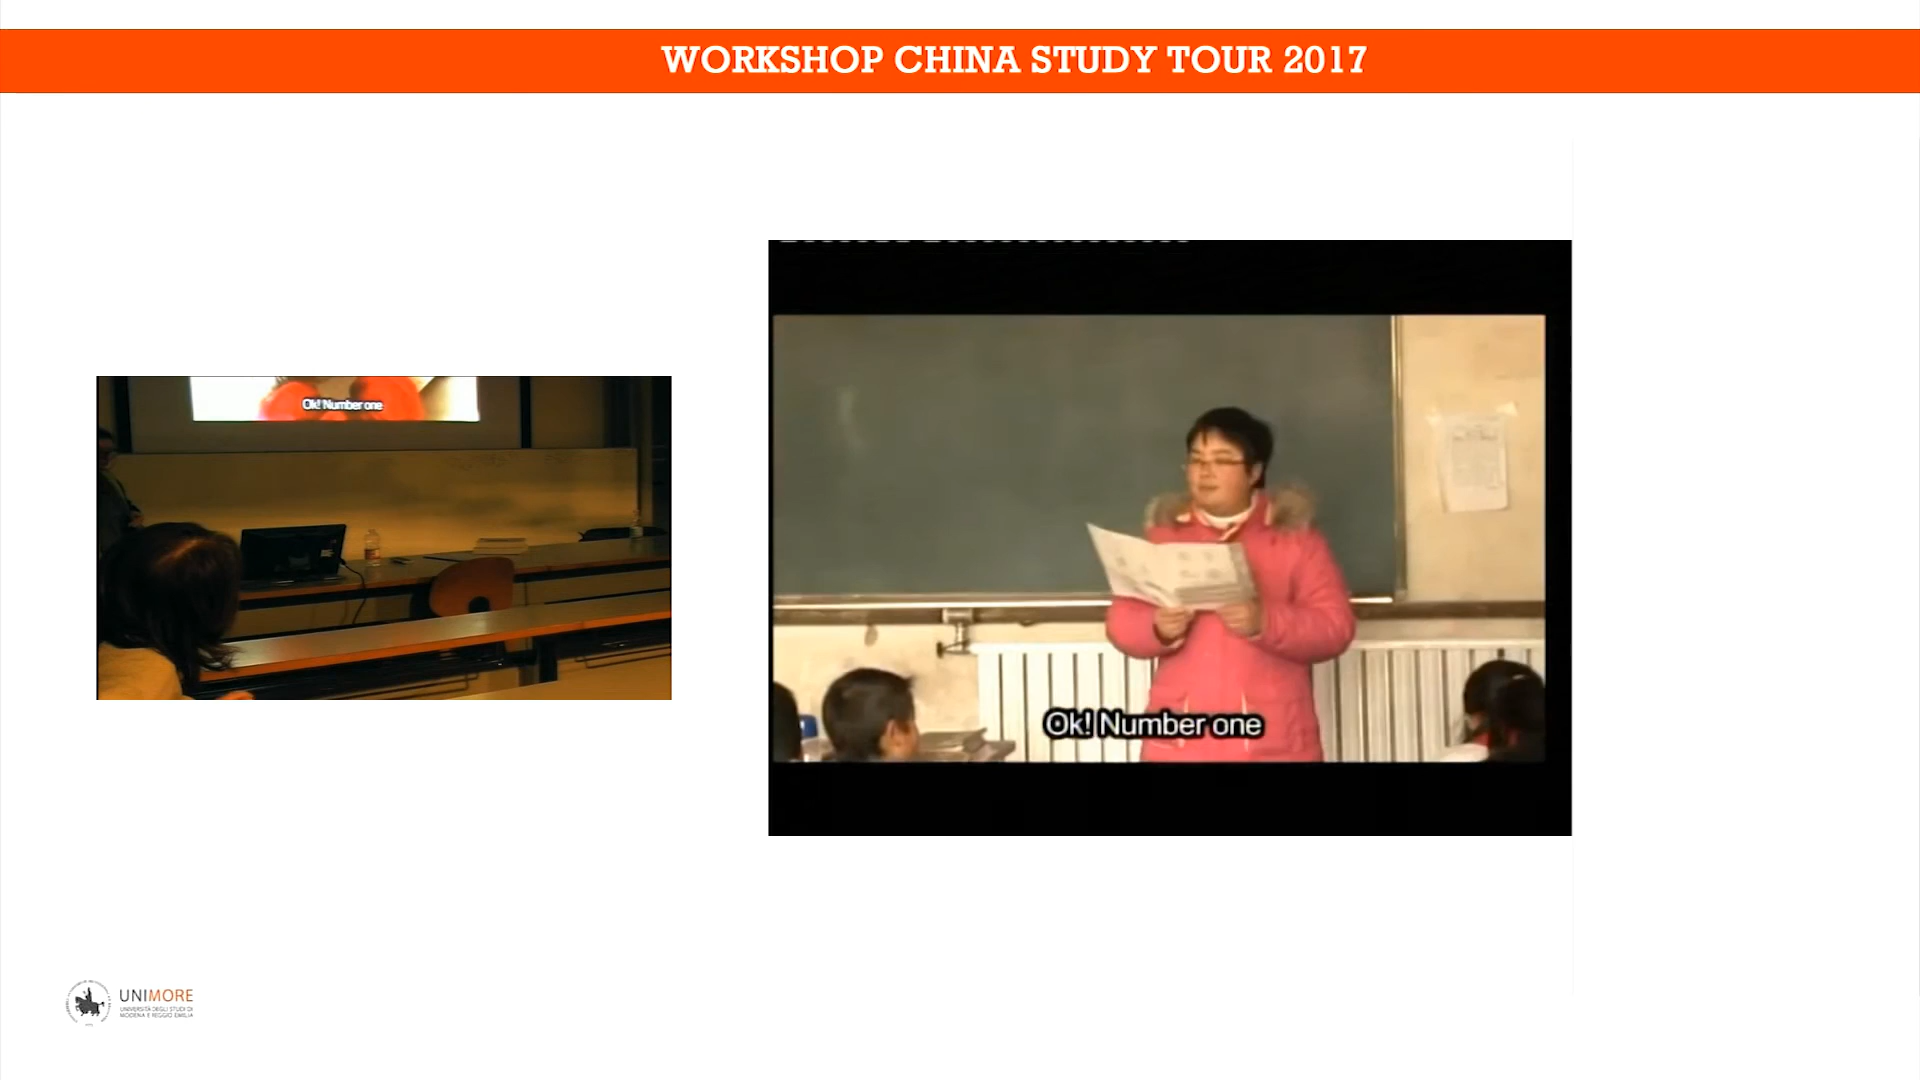 WORKSHOP CHINA STUDY TOUR 2017
Ok! Number one
Ok! Number one
UNIMORE
UNIVERSITÀ DEGLI STUDI DI
MODENA E REGGIO EMILIA